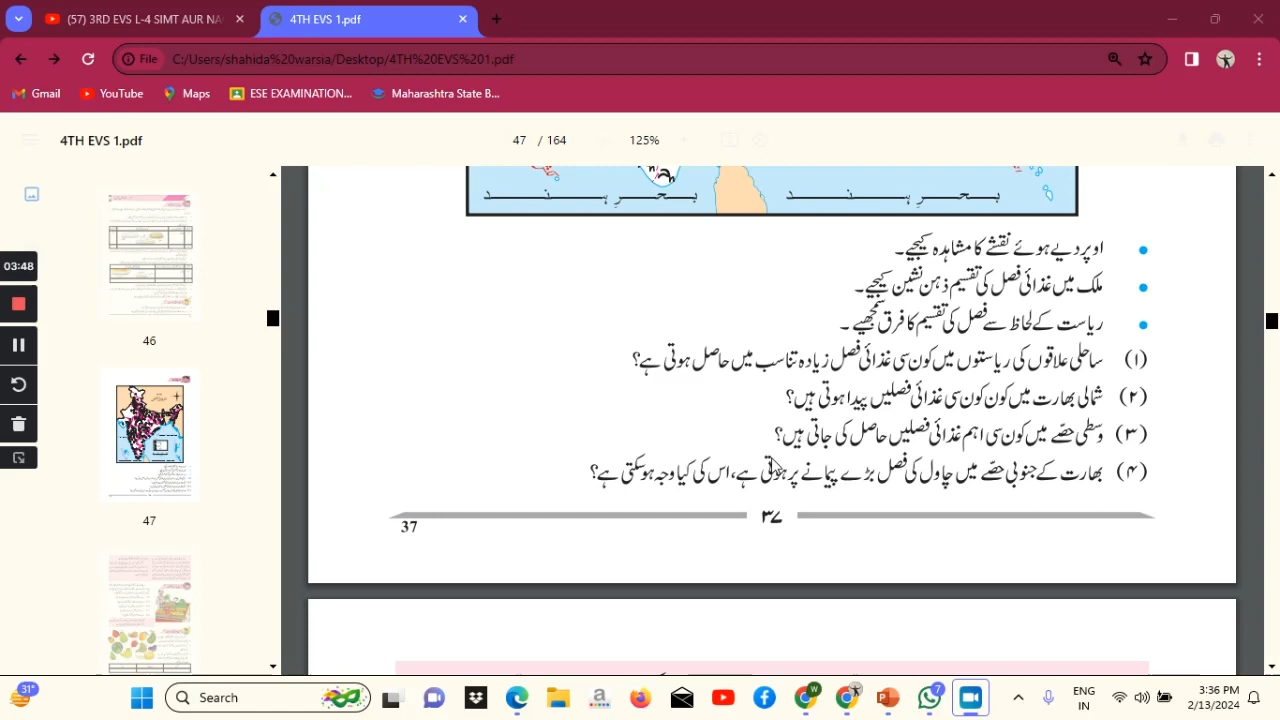 (57) 3RD EVS L-4 SIMT AUR NA
4TH EVS 1.pdf
File
C:/Users/shahida%20warsia/Desktop/4TH%20EVS%201.pdf
Gmail
YouTube
Maps
ESE EXAMINATION...
Maharashtra State B...
4TH EVS 1.pdf
47 / 164
125%
بحرِ ہند
بحرِ ہند
03:48
46
47
اوپر دیے ہوئے نقشے کا مشاہدہ کیجیے۔
ملک میں غذائی فصل کی تقسیم ذہن نشین کیجیے۔
ریاست کے لحاظ سے فصل کی تقسیم کا فرق سمجھیے۔
(۱) ساحلی علاقوں کی ریاستوں میں کون سی غذائی فصل زیادہ تناسب میں حاصل ہوتی ہے؟
(۲) شمالی بھارت میں کون کون سی غذائی فصلیں پیدا ہوتی ہیں؟
(۳) وسطی حصّے میں کون سی اہم غذائی فصلیں حاصل کی جاتی ہیں؟
(۴) بھارت کے جنوبی حصّے میں چاول کی فصل بڑے پیمانے پر ہوتی ہے، اس کی کیا وجہ ہوسکتی ہے؟
۳۷
37
31°
Search
ENG
IN
3:36 PM
2/13/2024